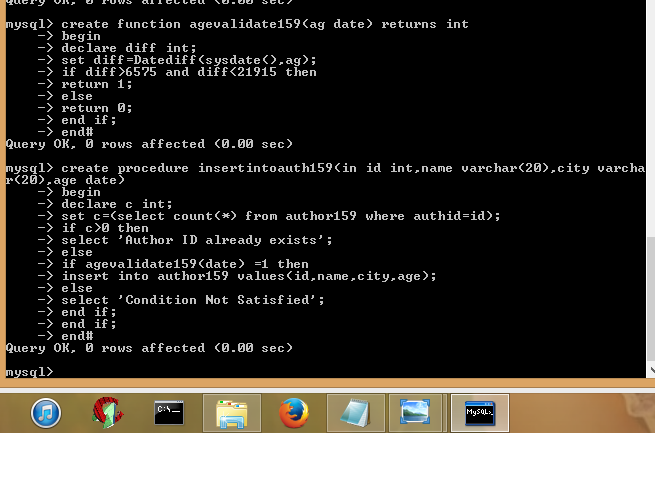 Query OK, 0 rows affected (0.00 sec)
mysql> create function agevalidate159(ag date) returns int
-> begin
-> declare diff int;
-> set diff=Datediff(sysdate(),ag);
-> if diff>6575 and diff<21915 then
-> return 1;
-> else
-> return 0;
-> end if;
-> end#
Query OK, 0 rows affected (0.00 sec)
mysql> create procedure insertintoauth159(in id int,name varchar(20),city varcha
r(20),age date)
-> begin
-> declare c int;
-> set c=(select count(*) from author159 where authid=id);
-> if c>0 then
-> select 'Author ID already exists';
-> else
-> if agevalidate159(date) =1 then
-> insert into author159 values(id,name,city,age);
-> else
-> select 'Condition Not Satisfied';
-> end if;
-> end if;
-> end#
Query OK, 0 rows affected (0.00 sec)
mysql>
C:\._
MySQL>